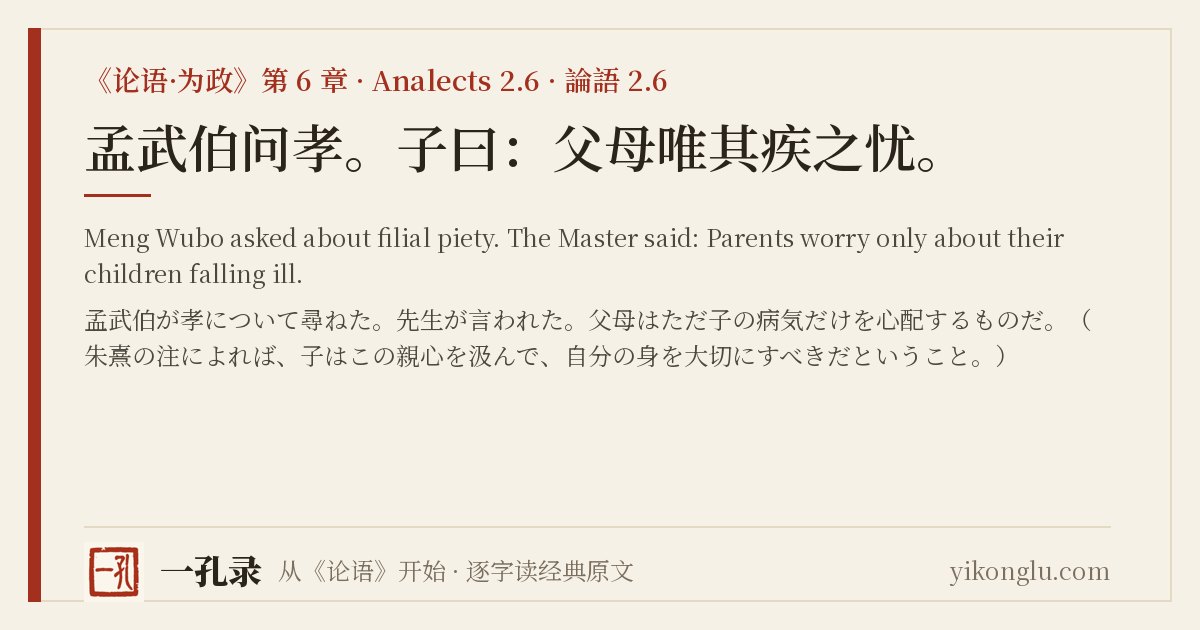 《论语·为政》第 6 章 · Analects 2.6 · 論語 2.6
孟武伯问孝。子曰：父母唯其疾之忧。
Meng Wubo asked about filial piety. The Master said: Parents worry only about their
children falling ill.
孟武伯が孝について尋ねた。先生が言われた。父母はただ子の病気だけを心配するものだ。（
朱熹の注によれば、子はこの親心を汲んで、自分の身を大切にすべきだということ。）
一孔
一孔录
从《论语》开始 · 逐字读经典原文
yikonglu.com